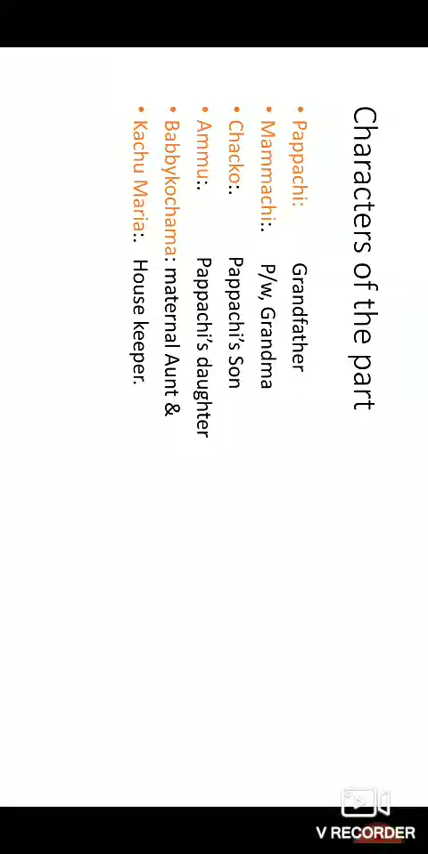 Characters of the part
• Pappachi: Grandfather
• Mammachi:. P/w, Grandma
• Chacko:. Pappachi's Son
• Ammu:. Pappachi's daughter
• Babbykochama: maternal Aunt &
• Kachu Maria:. House keeper.
V RECORDER